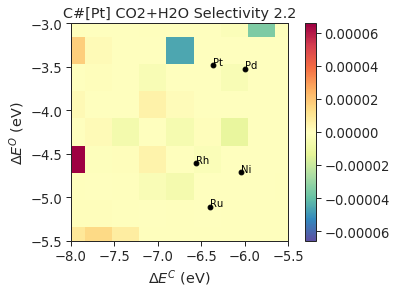 C#[Pt] CO2+H2O Selectivity 2.2
−3.0
−3.5
−4.0
−4.5
−5.0
−5.5
ΔE^O (eV)
Pt
Pd
Rh
Ni
Ru
−8.0 −7.5 −7.0 −6.5 −6.0 −5.5
ΔE^C (eV)
0.00006
0.00004
0.00002
0.00000
−0.00002
−0.00004
−0.00006